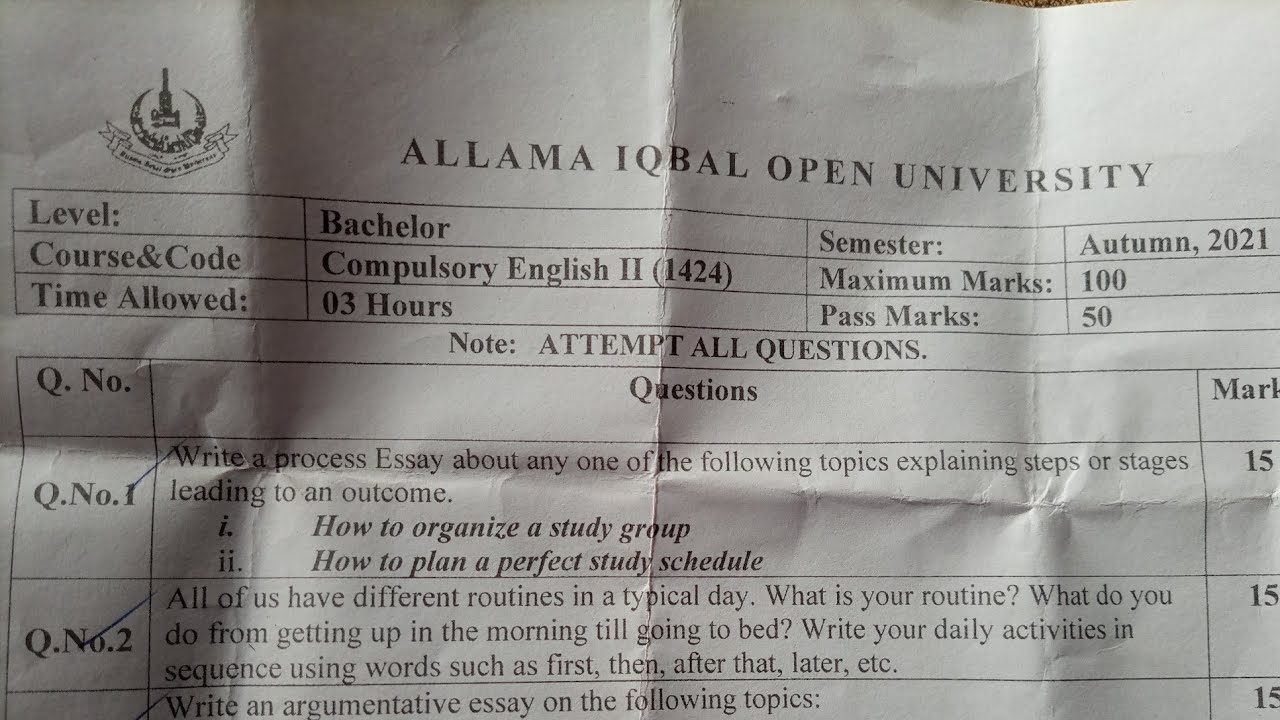 ALLAMA IQBAL OPEN UNIVERSITY
Level: Bachelor Semester: Autumn, 2021
Course&Code Compulsory English II (1424) Maximum Marks: 100
Time Allowed: 03 Hours Pass Marks: 50
Note: ATTEMPT ALL QUESTIONS.
Q. No. Questions Mark
Q.No.1 Write a process Essay about any one of the following topics explaining steps or stages 15
leading to an outcome.
i. How to organize a study group
ii. How to plan a perfect study schedule
Q.No.2 All of us have different routines in a typical day. What is your routine? What do you 15
do from getting up in the morning till going to bed? Write your daily activities in
sequence using words such as first, then, after that, later, etc.
Write an argumentative essay on the following topics: 15